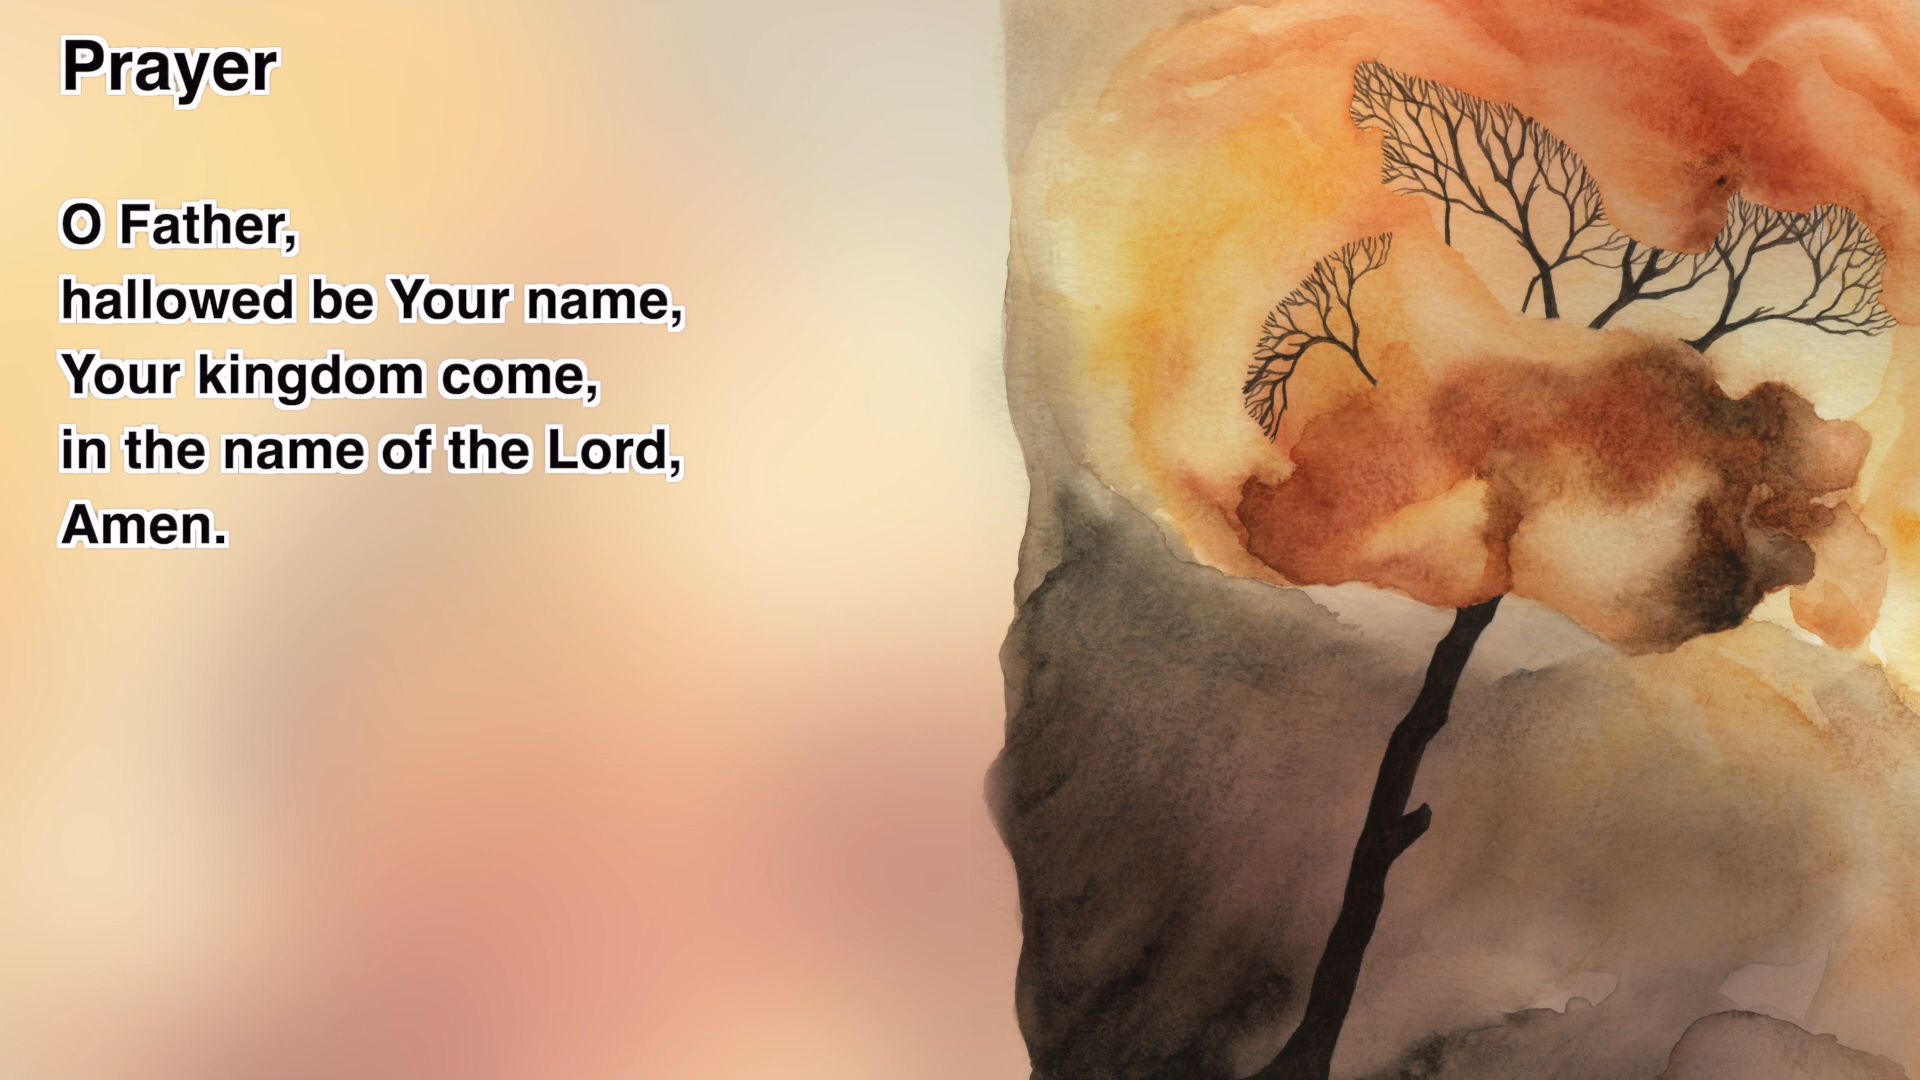 Prayer
O Father,
hallowed be Your name,
Your kingdom come,
in the name of the Lord,
Amen.